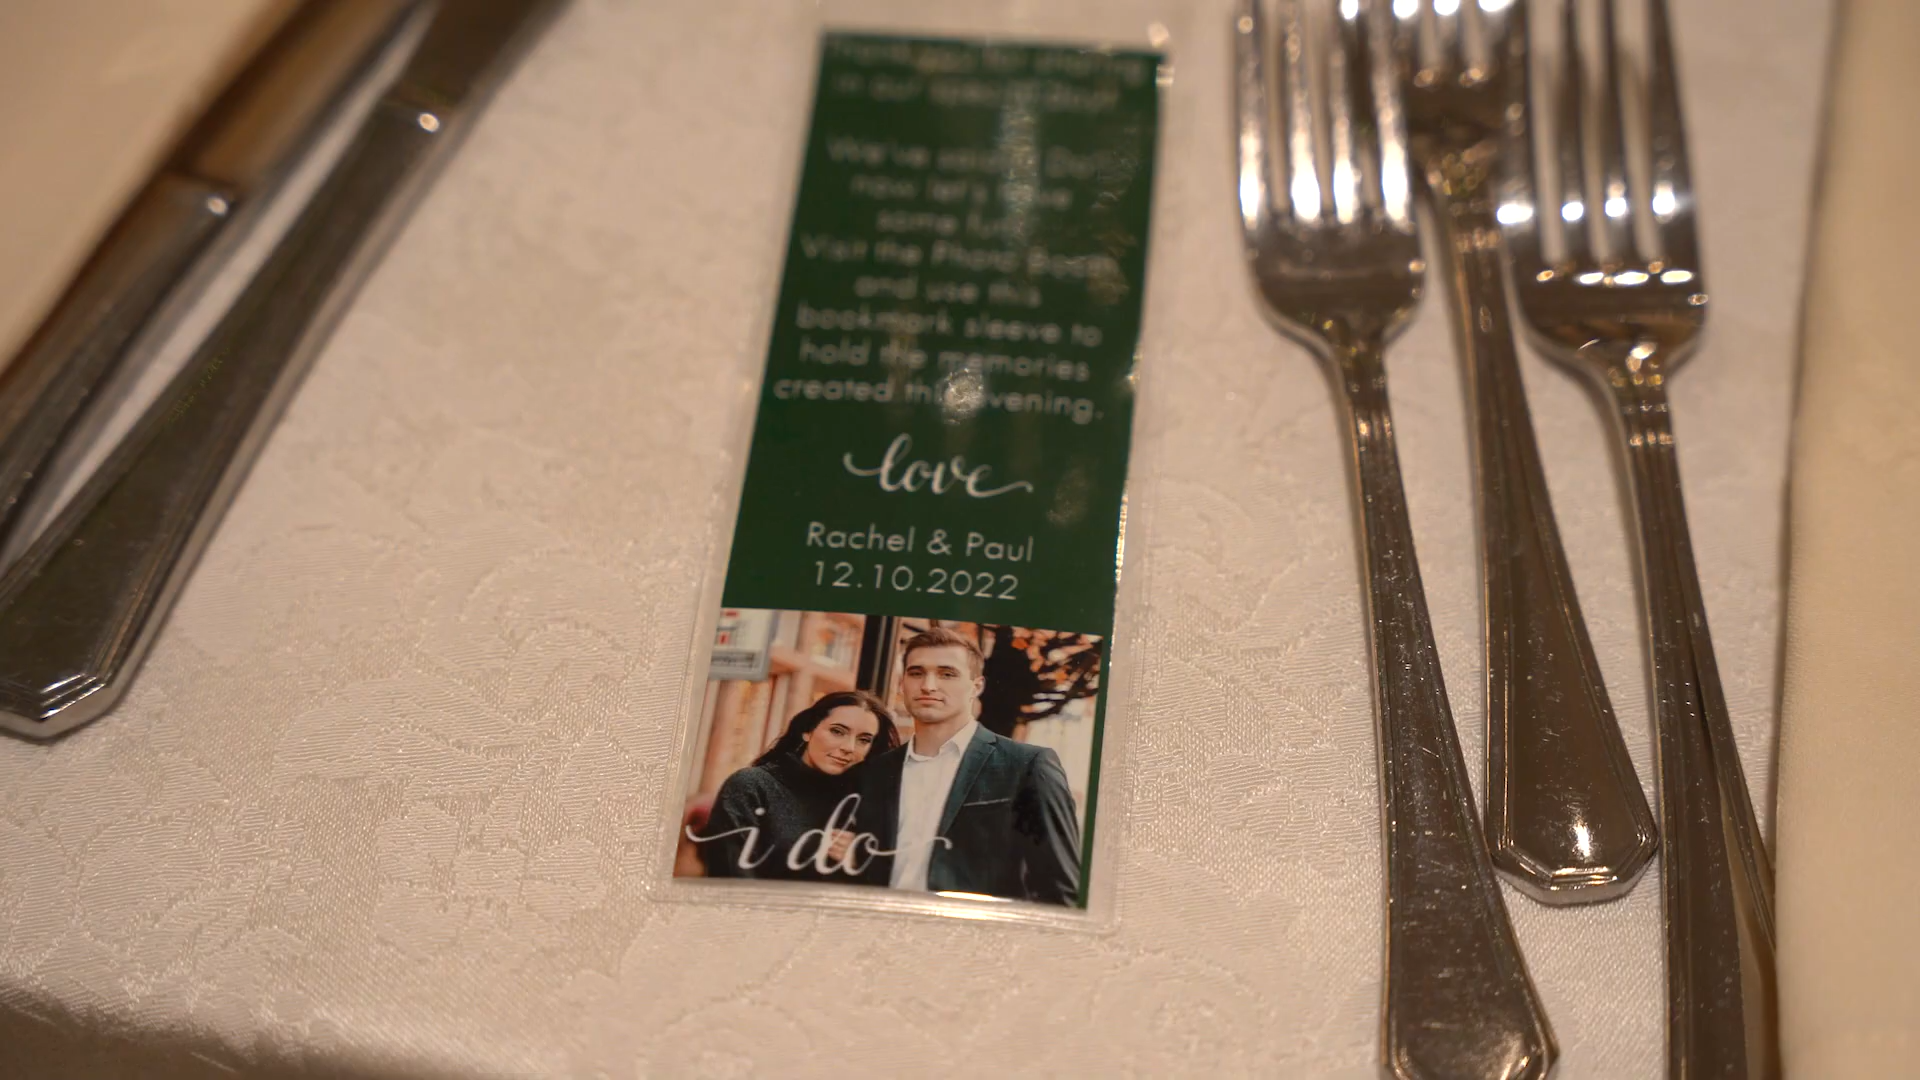 in our special Day!
We've said I Do
now let's have
some fun
Visit the Photo Booth
and use this
bookmark sleeve to
hold the memories
created this evening.
love
Rachel & Paul
12.10.2022
i do